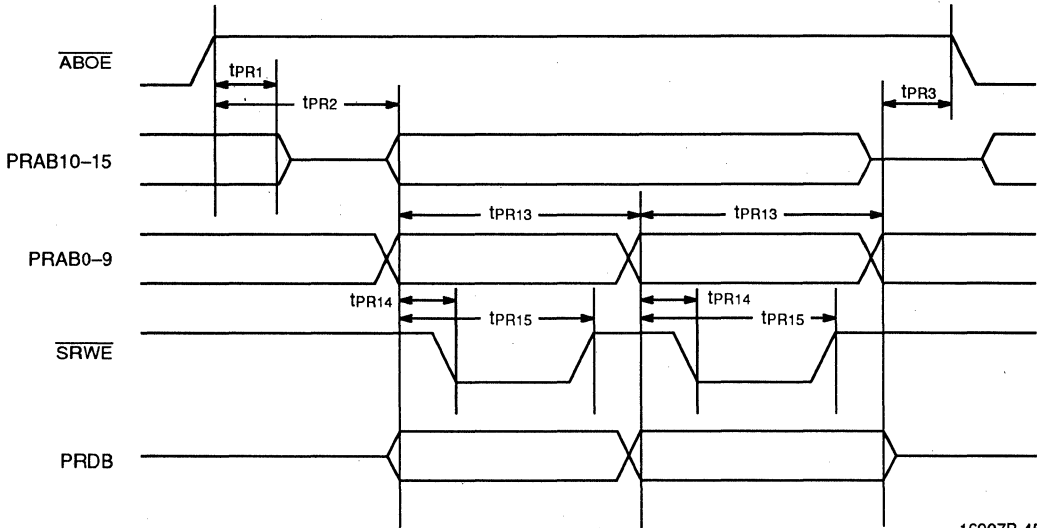 ABOE
tPR1
tPR2
tPR3
PRAB10–15
tPR13
tPR13
PRAB0–9
tPR14
tPR14
tPR15
tPR15
SRWE
PRDB